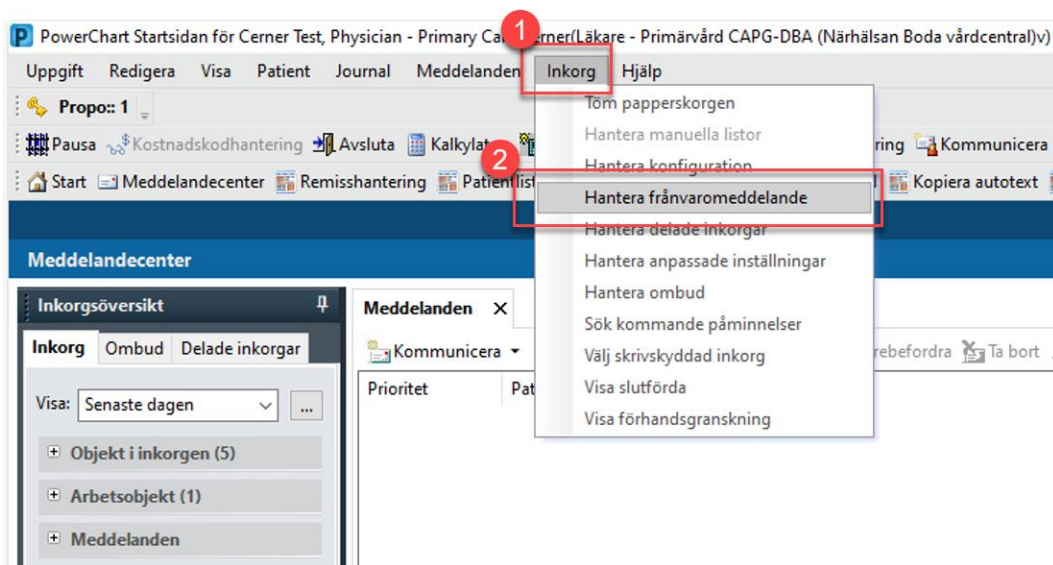 PowerChart Startsidan för Cerner Test, Physician - Primary Ca erner(Läkare - Primärvård CAPG-DBA (Närhälsan Boda vårdcentral)v)
1
Uppgift Redigera Visa Patient Journal Meddelanden Inkorg Hjälp
Propo:: 1
Töm papperskorgen
Hantera manuella listor
Pausa Kostnadskodhantering Avsluta Kalkylat ring Kommunicera
2
Hantera konfiguration
Start Meddelandecenter Remisshantering Patientlist Kopiera autotext
Hantera frånvaromeddelande
Hantera delade inkorgar
Meddelandecenter
Hantera anpassade inställningar
Hantera ombud
Sök kommande påminnelser
Välj skrivskyddad inkorg
Visa slutförda
Visa förhandsgranskning
Inkorgsöversikt
Inkorg Ombud Delade inkorgar
Visa: Senaste dagen ...
Objekt i inkorgen (5)
Arbetsobjekt (1)
Meddelanden
Meddelanden X
Kommunicera rebefordra Ta bort
Prioritet Pat